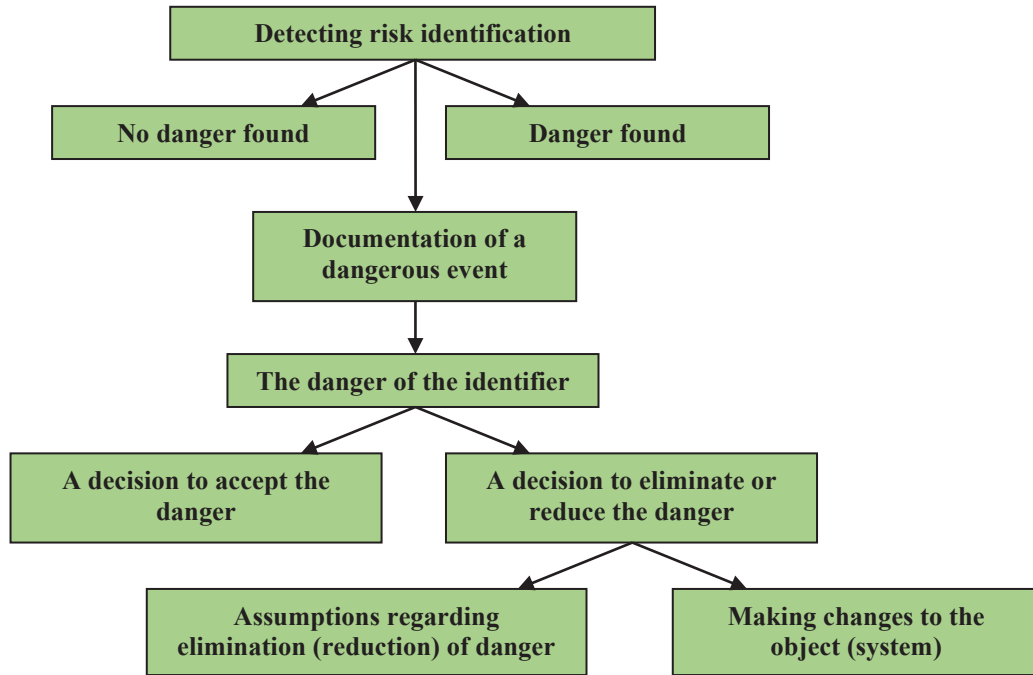 Detecting risk identification
No danger found
Danger found
Documentation of a
dangerous event
The danger of the identifier
A decision to accept the
danger
A decision to eliminate or
reduce the danger
Assumptions regarding
elimination (reduction) of danger
Making changes to the
object (system)